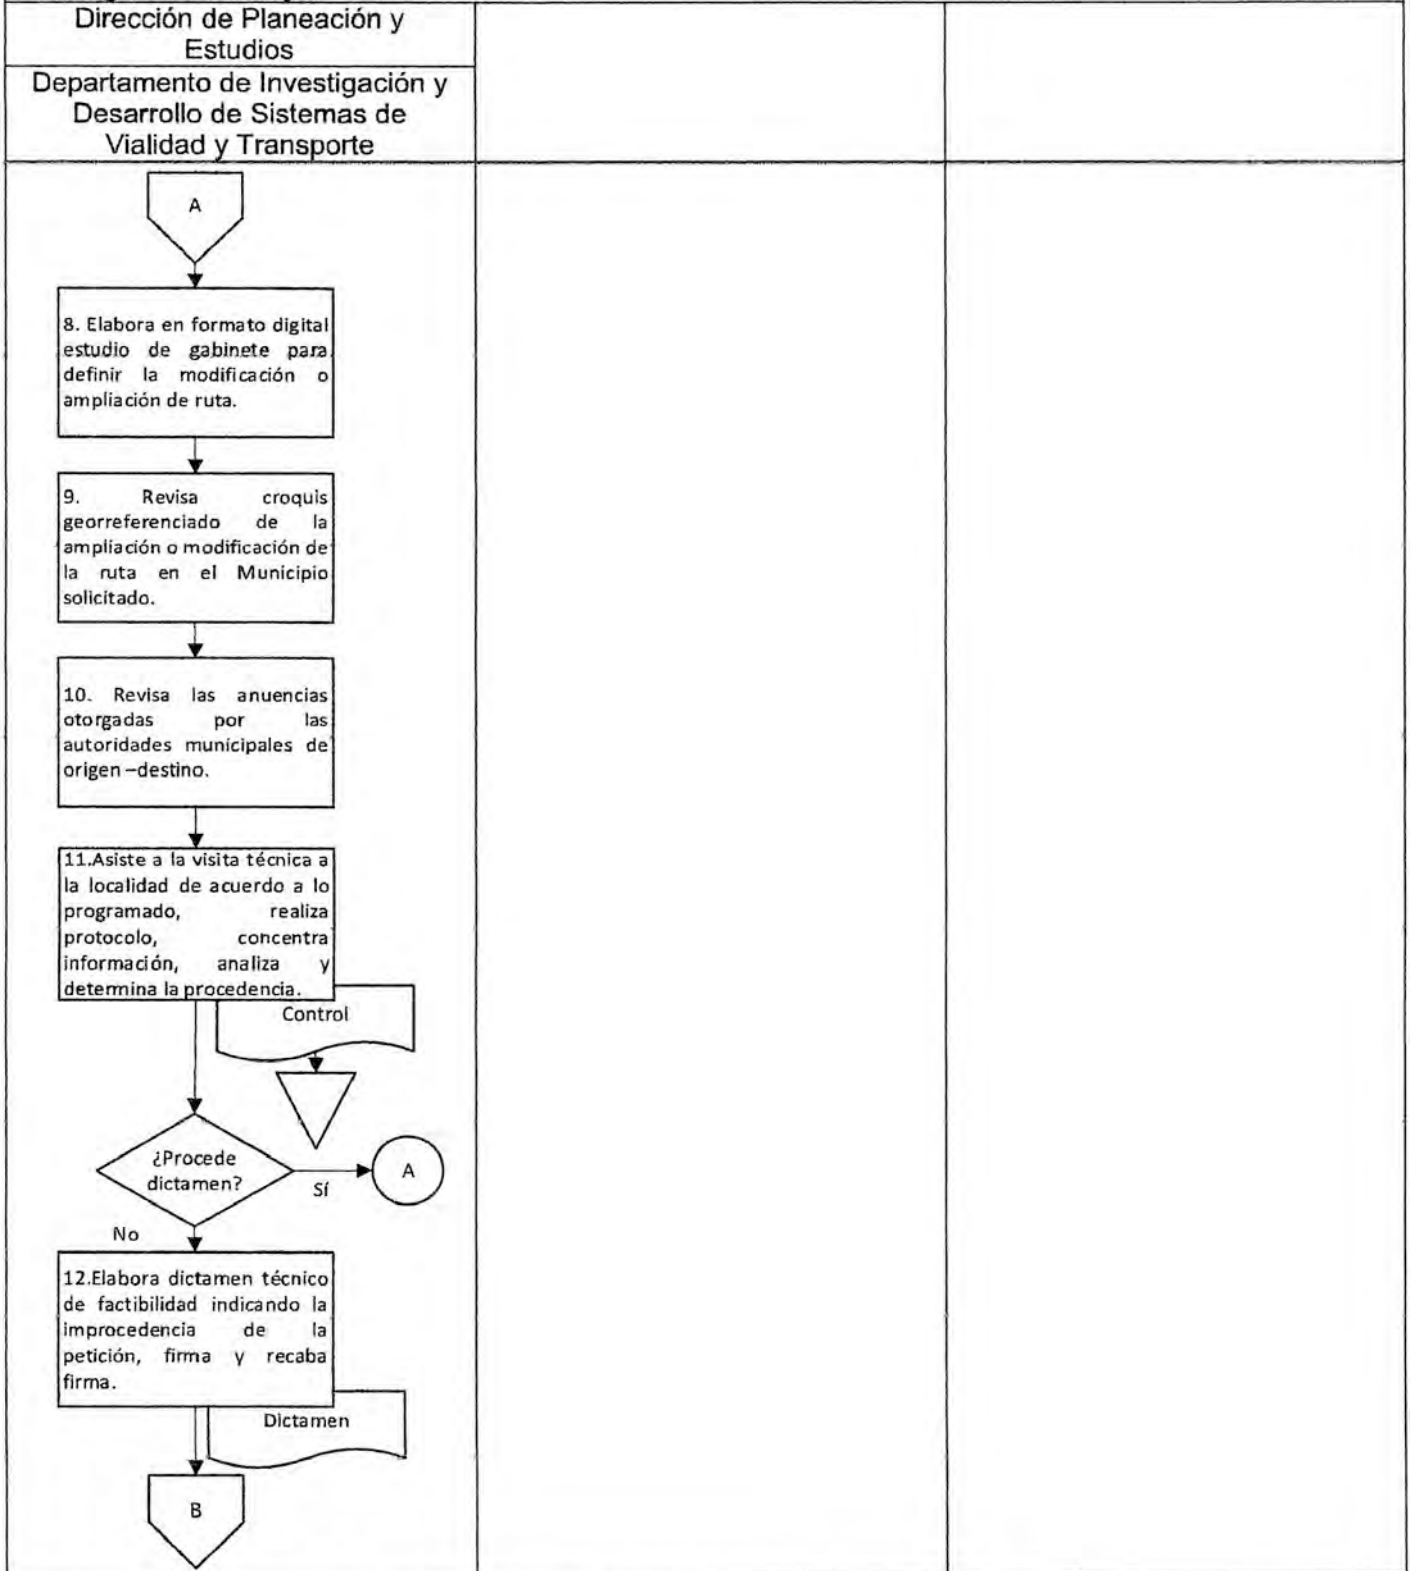 Dirección de Planeación y
Estudios
Departamento de Investigación y
Desarrollo de Sistemas de
Vialidad y Transporte
A
8. Elabora en formato digital
estudio de gabinete para
definir la modificación o
ampliación de ruta.
9. Revisa croquis
georreferenciado de la
ampliación o modificación de
la ruta en el Municipio
solicitado.
10. Revisa las anuencias
otorgadas por las
autoridades municipales de
origen –destino.
11.Asiste a la visita técnica a
la localidad de acuerdo a lo
programado, realiza
protocolo, concentra
información, analiza y
determina la procedencia.
Control
¿Procede
dictamen?
Sí
A
No
12.Elabora dictamen técnico
de factibilidad indicando la
improcedencia de la
petición, firma y recaba
firma.
Dictamen
B